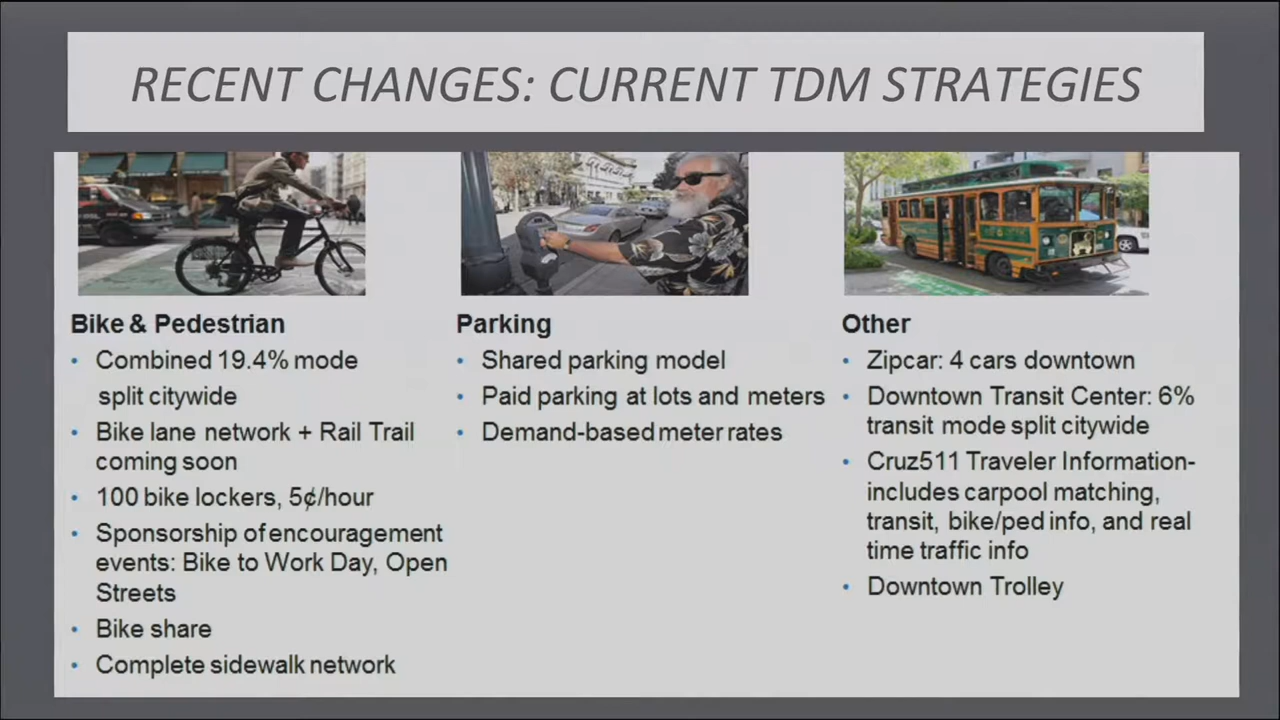 RECENT CHANGES: CURRENT TDM STRATEGIES
Bike & Pedestrian
• Combined 19.4% mode
split citywide
• Bike lane network + Rail Trail
coming soon
• 100 bike lockers, 5¢/hour
• Sponsorship of encouragement
events: Bike to Work Day, Open
Streets
• Bike share
• Complete sidewalk network
Parking
• Shared parking model
• Paid parking at lots and meters
• Demand-based meter rates
Other
• Zipcar: 4 cars downtown
• Downtown Transit Center: 6%
transit mode split citywide
• Cruz511 Traveler Information-
includes carpool matching,
transit, bike/ped info, and real
time traffic info
• Downtown Trolley